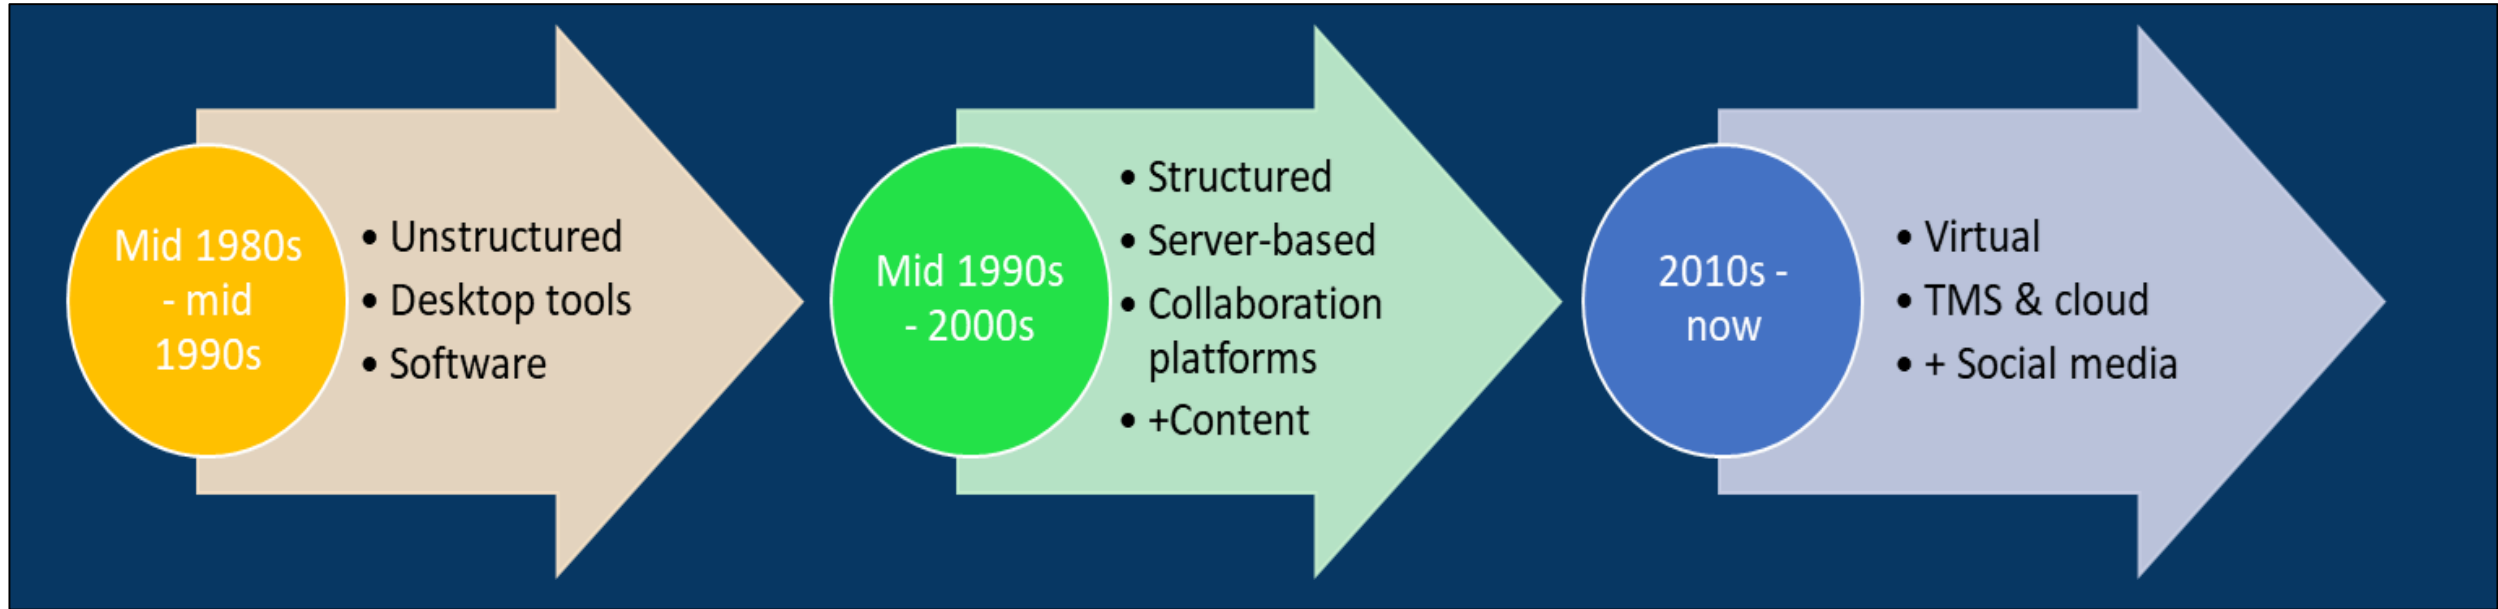 Mid 1980s
- mid
1990s
• Unstructured
• Desktop tools
• Software
Mid 1990s
- 2000s
• Structured
• Server-based
• Collaboration
platforms
• +Content
2010s -
now
• Virtual
• TMS & cloud
• + Social media